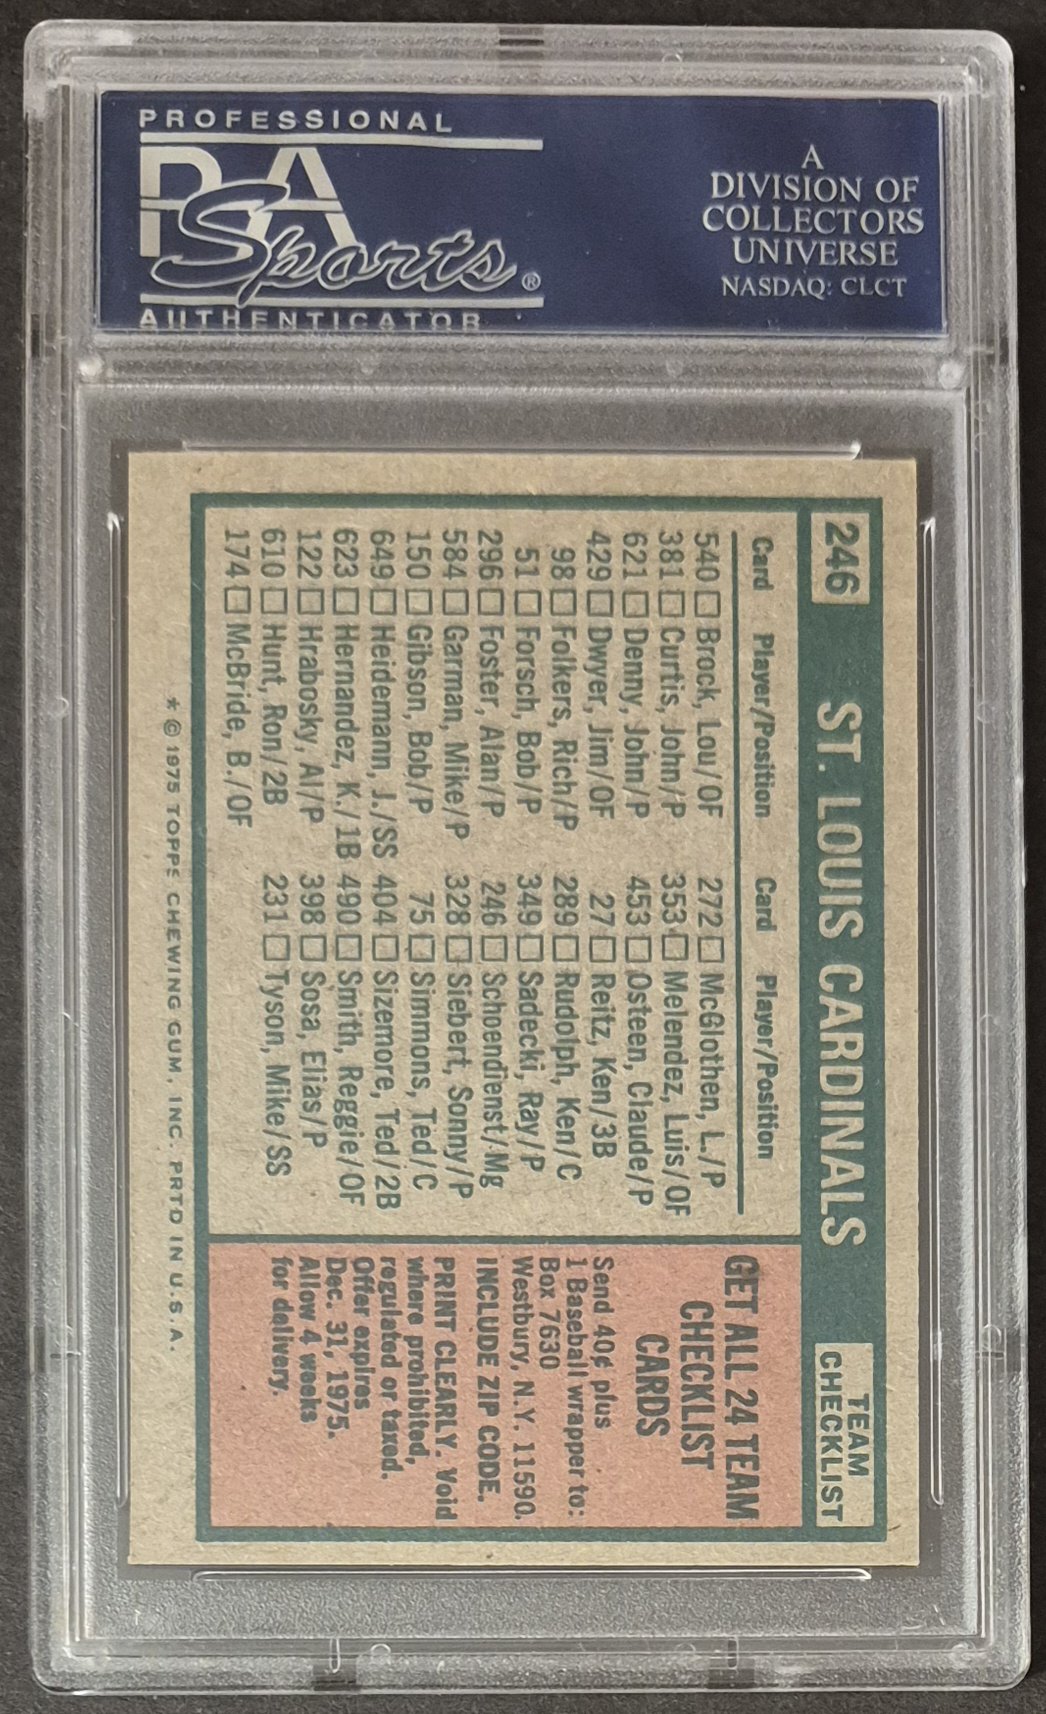 PROFESSIONAL
PSA
Sports®
AUTHENTICATOR
A
DIVISION OF
COLLECTORS
UNIVERSE
NASDAQ: CLCT
246 ST. LOUIS CARDINALS
TEAM
CHECKLIST
Card Player/Position
540 □ Brock, Lou/OF
381 □ Curtis, John/P
621 □ Denny, John/P
429 □ Dwyer, Jim/OF
98 □ Folkers, Rich/P
51 □ Forsch, Bob/P
296 □ Foster, Alan/P
584 □ Garman, Mike/P
150 □ Gibson, Bob/P
649 □ Heidemann, J./SS
623 □ Hernandez, K./1B
122 □ Hrabosky, Al/P
610 □ Hunt, Ron/2B
174 □ McBride, B./OF
Card Player/Position
272 □ McGlothen, L./P
353 □ Melendez, Luis/OF
453 □ Osteen, Claude/P
27 □ Reitz, Ken/3B
289 □ Rudolph, Ken/C
349 □ Sadecki, Ray/P
246 □ Schoendienst/Mg
328 □ Siebert, Sonny/P
75 □ Simmons, Ted/C
404 □ Sizemore, Ted/2B
490 □ Smith, Reggie/OF
398 □ Sosa, Elias/P
231 □ Tyson, Mike/SS
GET ALL 24 TEAM
CHECKLIST
CARDS
Send 40¢ plus
1 Baseball wrapper to:
Box 7630
Westbury, N.Y. 11590.
INCLUDE ZIP CODE.
PRINT CLEARLY. Void
where prohibited,
regulated or taxed.
Offer expires
Dec. 31, 1975.
Allow 4 weeks
for delivery.
* © 1975 TOPPS CHEWING GUM, INC. PRTD IN U.S.A.